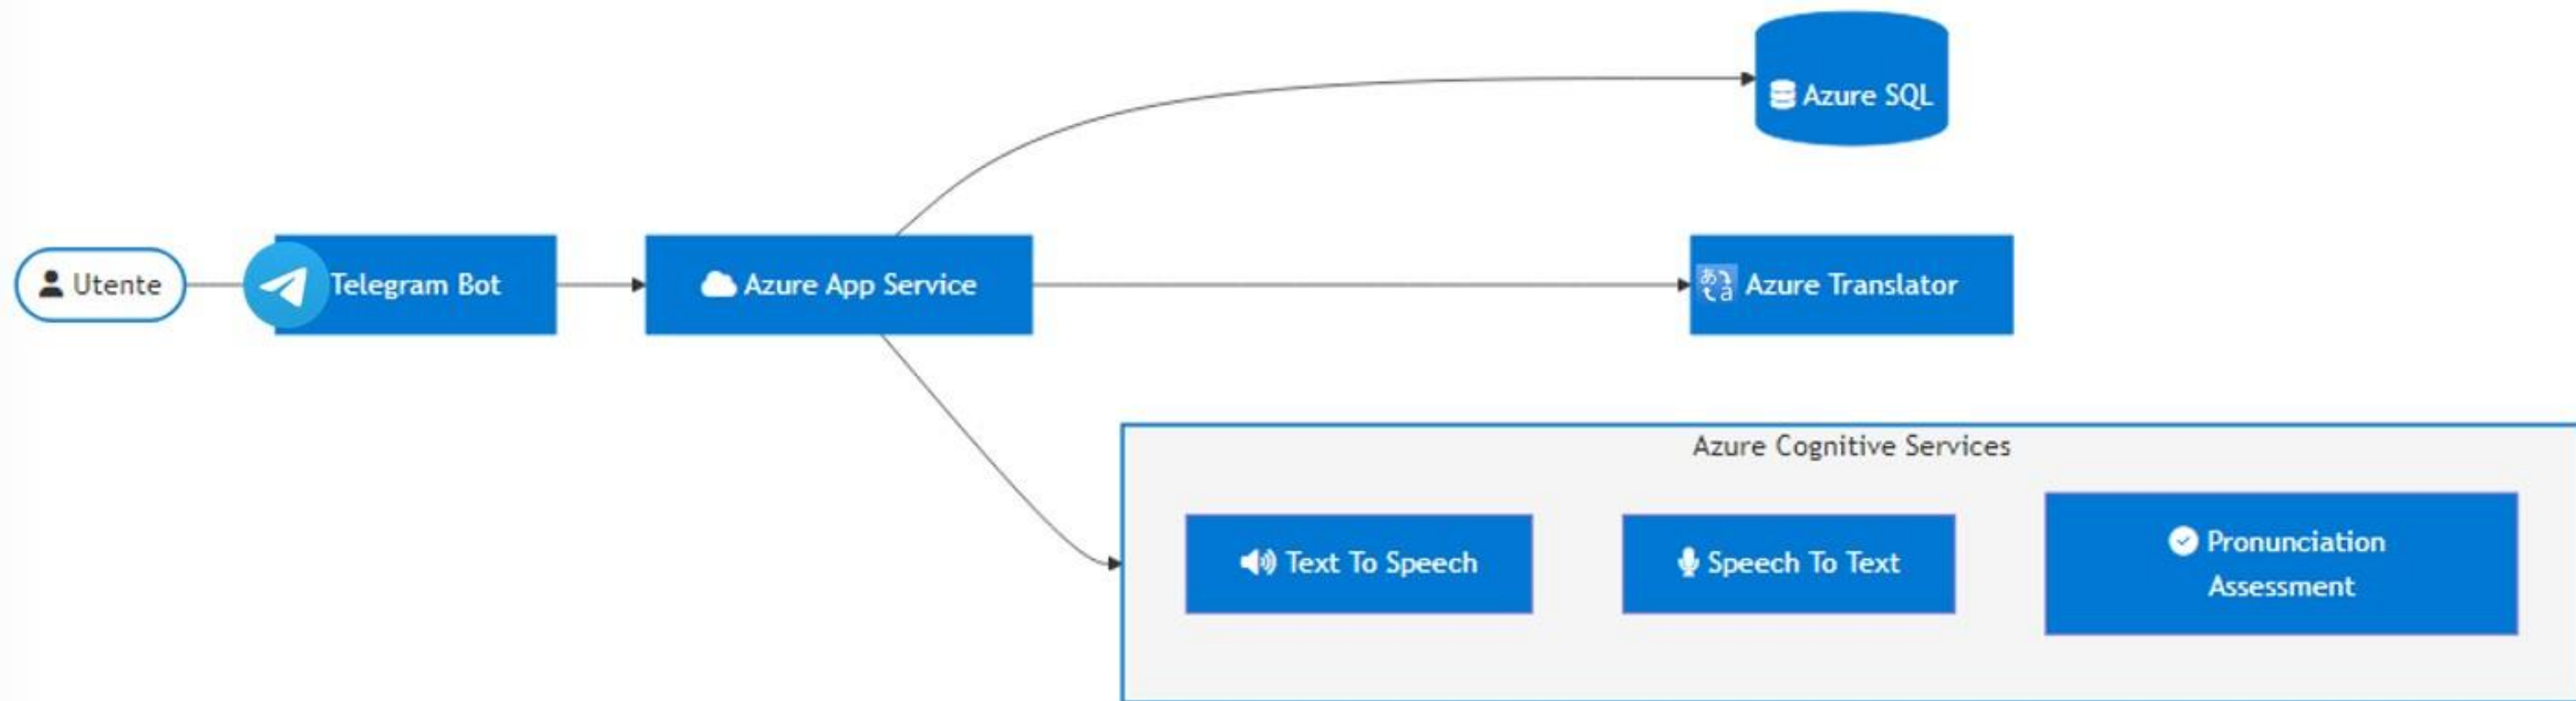 Azure SQL
Utente
Telegram Bot
Azure App Service
Azure Translator
Azure Cognitive Services
Text To Speech
Speech To Text
Pronunciation
Assessment